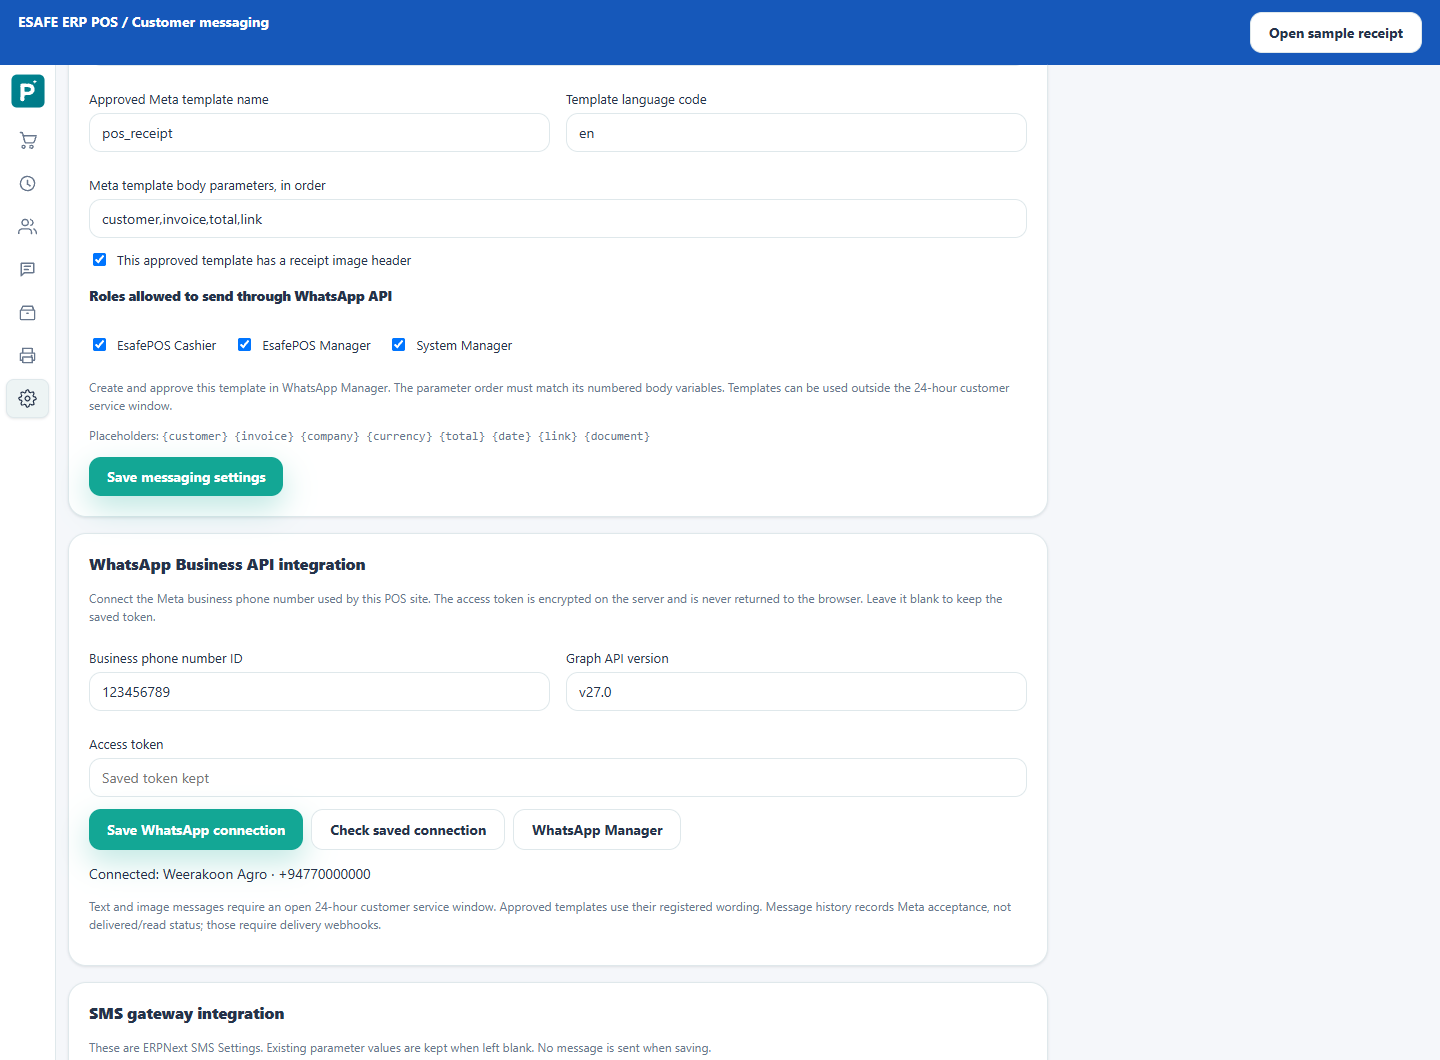 ESAFE ERP POS / Customer messaging
Open sample receipt
P
Approved Meta template name
Template language code
pos_receipt
en
Meta template body parameters, in order
customer,invoice,total,link
This approved template has a receipt image header
Roles allowed to send through WhatsApp API
EsafePOS Cashier
EsafePOS Manager
System Manager
Create and approve this template in WhatsApp Manager. The parameter order must match its numbered body variables. Templates can be used outside the 24-hour customer
service window.
Placeholders: {customer} {invoice} {company} {currency} {total} {date} {link} {document}
Save messaging settings
WhatsApp Business API integration
Connect the Meta business phone number used by this POS site. The access token is encrypted on the server and is never returned to the browser. Leave it blank to keep the
saved token.
Business phone number ID
Graph API version
123456789
v27.0
Access token
Saved token kept
Save WhatsApp connection
Check saved connection
WhatsApp Manager
Connected: Weerakoon Agro · +94770000000
Text and image messages require an open 24-hour customer service window. Approved templates use their registered wording. Message history records Meta acceptance, not
delivered/read status; those require delivery webhooks.
SMS gateway integration
These are ERPNext SMS Settings. Existing parameter values are kept when left blank. No message is sent when saving.